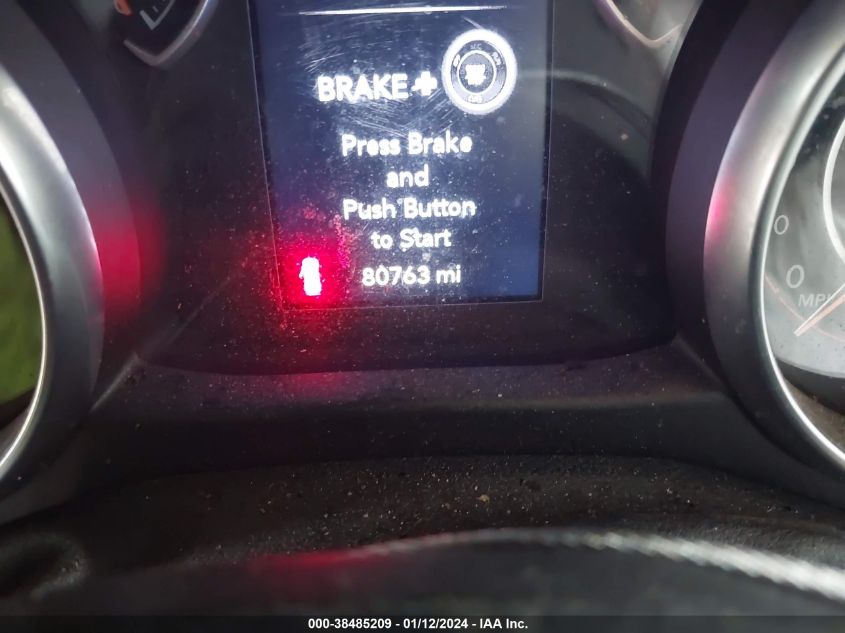 BRAKE +
Press Brake
and
Push Button
to Start
80763 mi
0
0
MPH
000-38485209 - 01/12/2024 - IAA Inc.